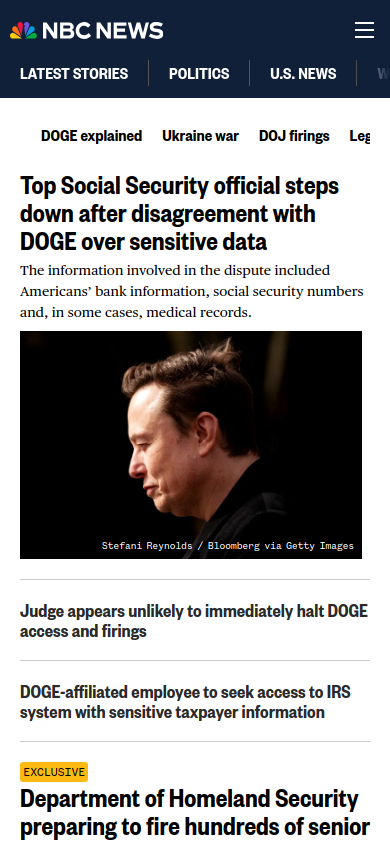 NBC NEWS
LATEST STORIES POLITICS U.S. NEWS
DOGE explained Ukraine war DOJ firings Leg
Top Social Security official steps
down after disagreement with
DOGE over sensitive data
The information involved in the dispute included
Americans’ bank information, social security numbers
and, in some cases, medical records.
Stefani Reynolds / Bloomberg via Getty Images
Judge appears unlikely to immediately halt DOGE
access and firings
DOGE-affiliated employee to seek access to IRS
system with sensitive taxpayer information
EXCLUSIVE
Department of Homeland Security
preparing to fire hundreds of senior